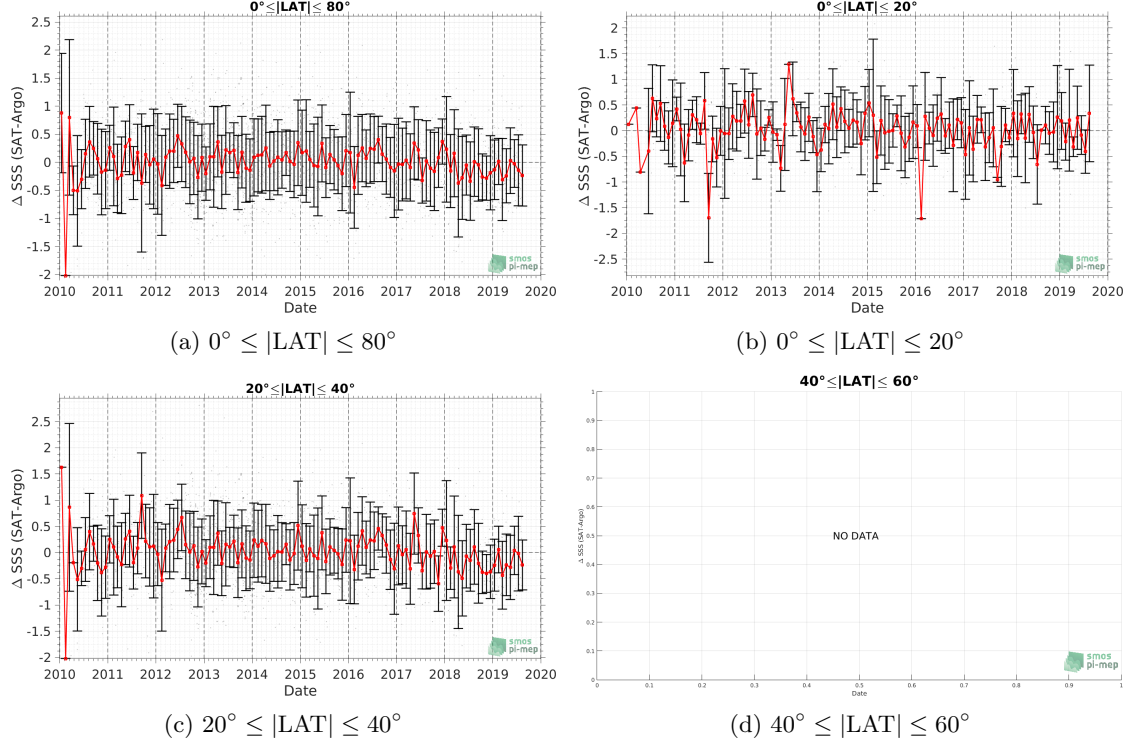 0°≤|LAT|≤ 80°
Δ SSS (SAT-Argo)
2.5
2
1.5
1
0.5
0
-0.5
-1
-1.5
-2
2010 2011 2012 2013 2014 2015 2016 2017 2018 2019 2020
Date
smos
pi-mep
(a) 0° ≤ |LAT| ≤ 80°
0°≤|LAT|≤ 20°
Δ SSS (SAT-Argo)
2
1.5
1
0.5
0
-0.5
-1
-1.5
-2
-2.5
2010 2011 2012 2013 2014 2015 2016 2017 2018 2019 2020
Date
smos
pi-mep
(b) 0° ≤ |LAT| ≤ 20°
20°≤|LAT|≤ 40°
Δ SSS (SAT-Argo)
2.5
2
1.5
1
0.5
0
-0.5
-1
-1.5
-2
2010 2011 2012 2013 2014 2015 2016 2017 2018 2019 2020
Date
smos
pi-mep
(c) 20° ≤ |LAT| ≤ 40°
40°≤|LAT|≤ 60°
Δ SSS (SAT-Argo)
1
0.9
0.8
0.7
0.6
0.5
0.4
0.3
0.2
0.1
0
NO DATA
0 0.1 0.2 0.3 0.4 0.5 0.6 0.7 0.8 0.9 1
Date
smos
pi-mep
(d) 40° ≤ |LAT| ≤ 60°